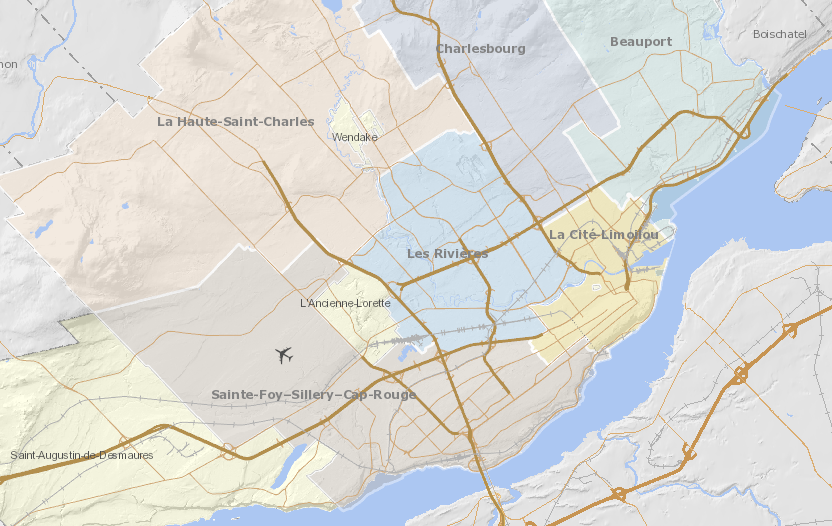 Boischatel
Beauport
Charlesbourg
non
La Haute-Saint-Charles
Wendake
La Cité-Limoilou
Les Rivières
L'Ancienne-Lorette
Sainte-Foy–Sillery–Cap-Rouge
Saint-Augustin-de-Desmaures